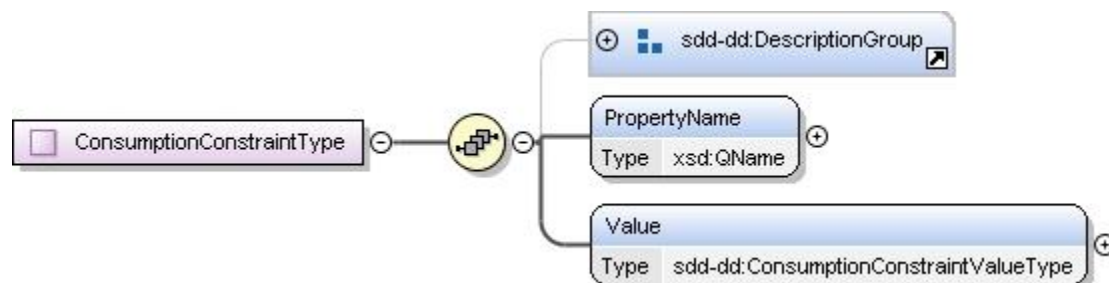 sdd-dd:DescriptionGroup
ConsumptionConstraintType
PropertyName
Type xsd:QName
Value
Type sdd-dd:ConsumptionConstraintValueType